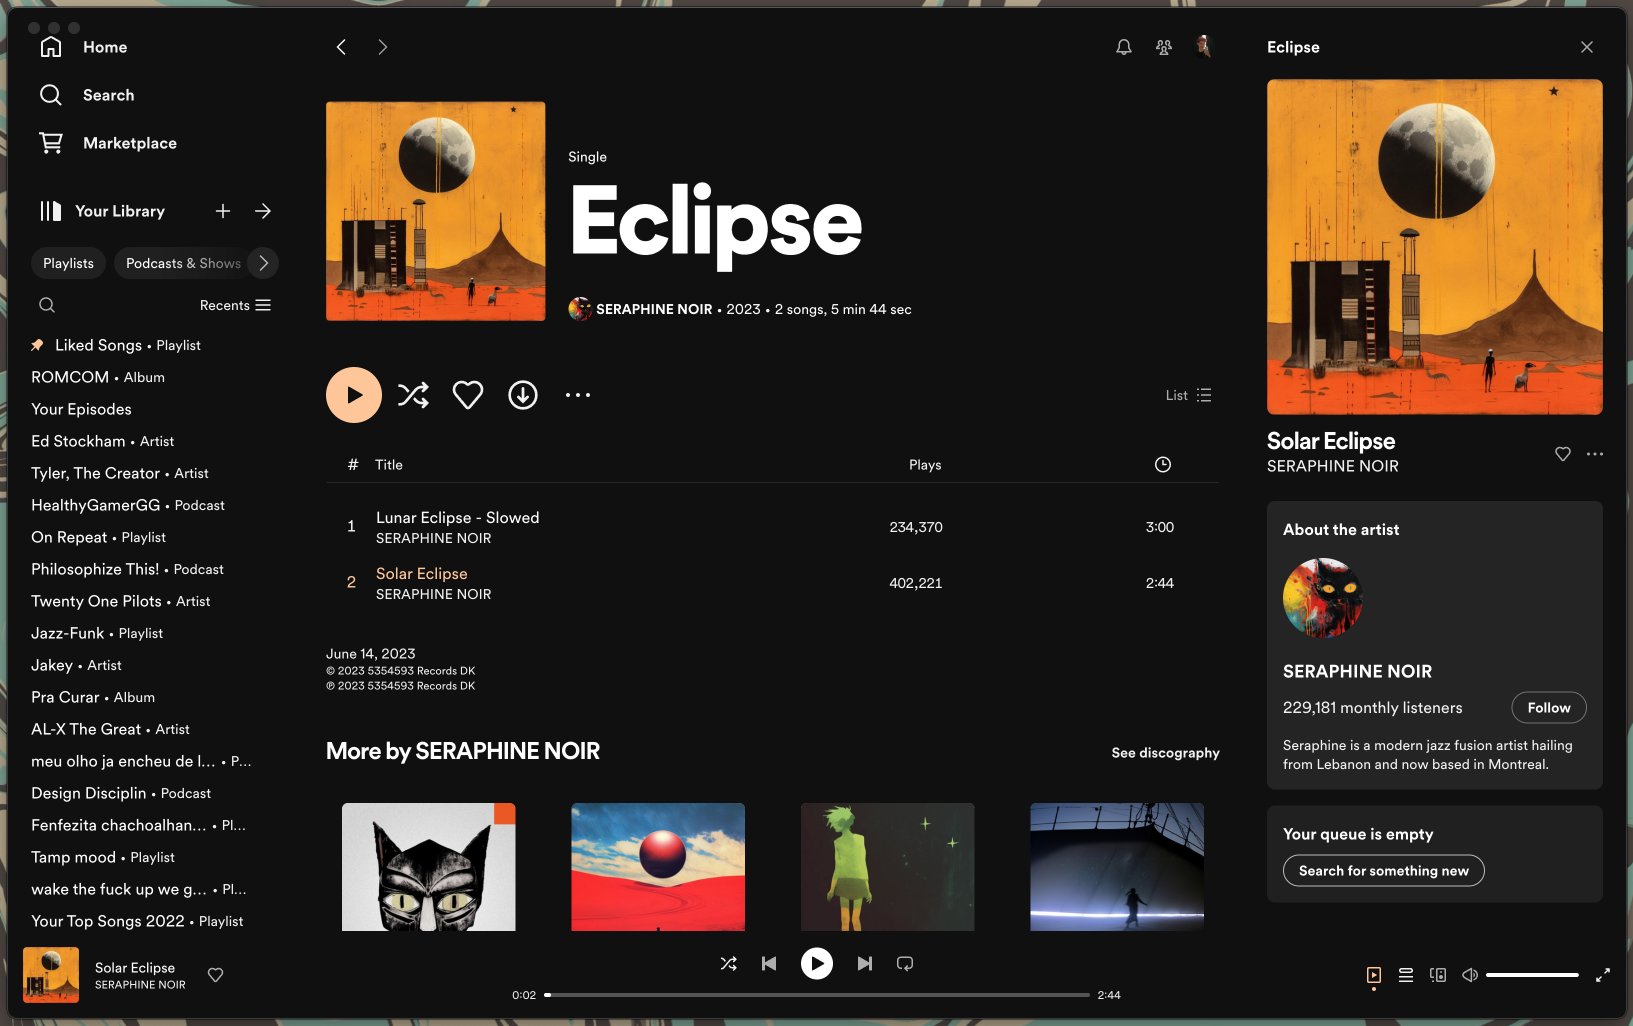 Home
Search
Marketplace
Your Library
Playlists
Podcasts & Shows
Recents
Liked Songs • Playlist
ROMCOM • Album
Your Episodes
Ed Stockham • Artist
Tyler, The Creator • Artist
HealthyGamerGG • Podcast
On Repeat • Playlist
Philosophize This! • Podcast
Twenty One Pilots • Artist
Jazz-Funk • Playlist
Jakey • Artist
Pra Curar • Album
AL-X The Great • Artist
meu olho ja encheu de l... • P...
Design Disciplin • Podcast
Fenfezita chachoalhan... • Pl...
Tamp mood • Playlist
wake the fuck up we g... • Pl...
Your Top Songs 2022 • Playlist
Single
Eclipse
SERAPHINE NOIR • 2023 • 2 songs, 5 min 44 sec
List
# Title Plays
1 Lunar Eclipse - Slowed 234,370 3:00
SERAPHINE NOIR
2 Solar Eclipse 402,221 2:44
SERAPHINE NOIR
June 14, 2023
© 2023 5354593 Records DK
℗ 2023 5354593 Records DK
More by SERAPHINE NOIR
See discography
Eclipse
Solar Eclipse
SERAPHINE NOIR
About the artist
SERAPHINE NOIR
229,181 monthly listeners
Follow
Seraphine is a modern jazz fusion artist hailing
from Lebanon and now based in Montreal.
Your queue is empty
Search for something new
Solar Eclipse
SERAPHINE NOIR
0:02
2:44